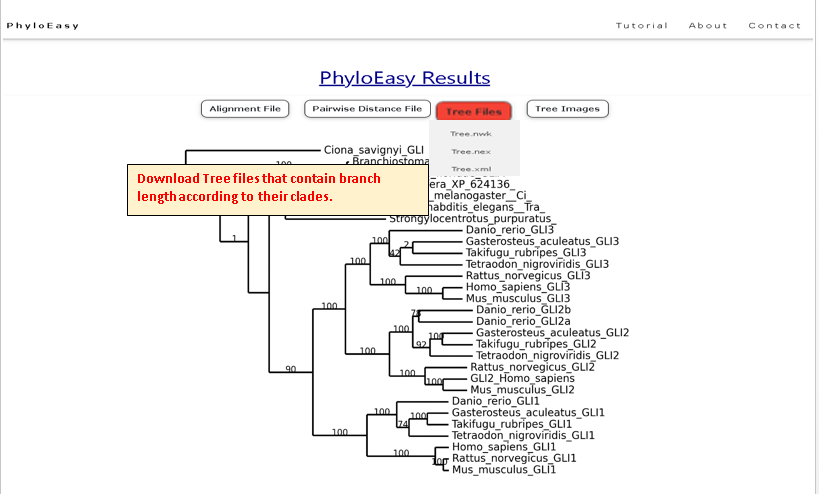 PhyloEasy
Tutorial About Contact
PhyloEasy Results
Alignment File Pairwise Distance File Tree Files Tree Images
Tree.nwk
Tree.nex
Tree.xml
Ciona_savignyi_GLI
100
Branchiostoma
Download Tree files that contain branch
length according to their clades.
era_XP_624136_
_melanogaster__Ci_
habditis_elegans__Tra_
Strongylocentrotus_purpuratus_
1
Danio_rerio_GLI3
100
2
Gasterosteus_aculeatus_GLI3
42
Takifugu_rubripes_GLI3
100
Tetraodon_nigroviridis_GLI3
Rattus_norvegicus_GLI3
100
100
Homo_sapiens_GLI3
Mus_musculus_GLI3
100
Danio_rerio_GLI2b
Danio_rerio_GLI2a
100
100
Gasterosteus_aculeatus_GLI2
92
Takifugu_rubripes_GLI2
100
Tetraodon_nigroviridis_GLI2
Rattus_norvegicus_GLI2
90
100
100
GLI2_Homo_sapiens
Mus_musculus_GLI2
Danio_rerio_GLI1
100
100
Gasterosteus_aculeatus_GLI1
74
Takifugu_rubripes_GLI1
100
Tetraodon_nigroviridis_GLI1
Homo_sapiens_GLI1
100
100
Rattus_norvegicus_GLI1
Mus_musculus_GLI1